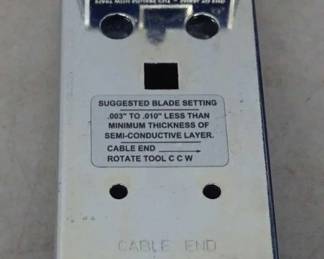 SUGGESTED BLADE SETTING
.003" TO .010" LESS THAN
MINIMUM THICKNESS OF
SEMI-CONDUCTIVE LAYER.
CABLE END
ROTATE TOOL C C W
CABLE END